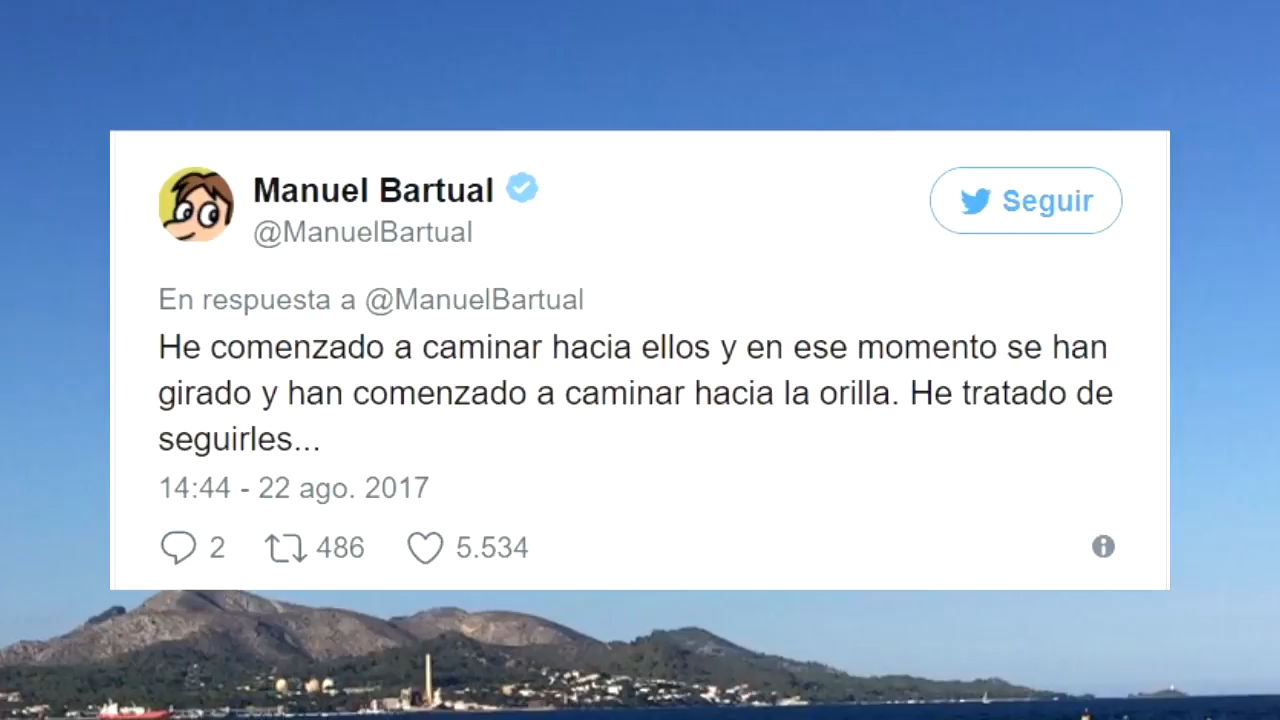 Manuel Bartual
@ManuelBartual
Seguir
En respuesta a @ManuelBartual
He comenzado a caminar hacia ellos y en ese momento se han
girado y han comenzado a caminar hacia la orilla. He tratado de
seguirles...
14:44 - 22 ago. 2017
2 486 5.534